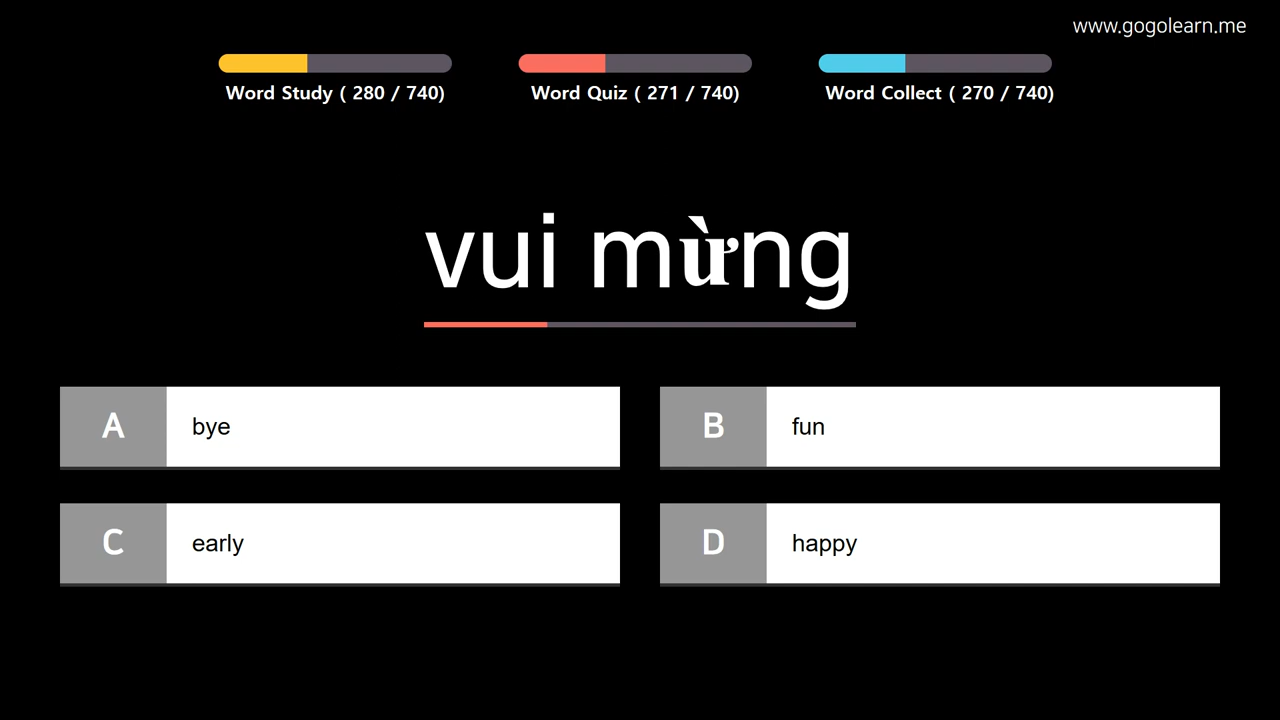 www.gogolearn.me
Word Study ( 280 / 740)
Word Quiz ( 271 / 740)
Word Collect ( 270 / 740)
vui mừng
A bye
B fun
C early
D happy